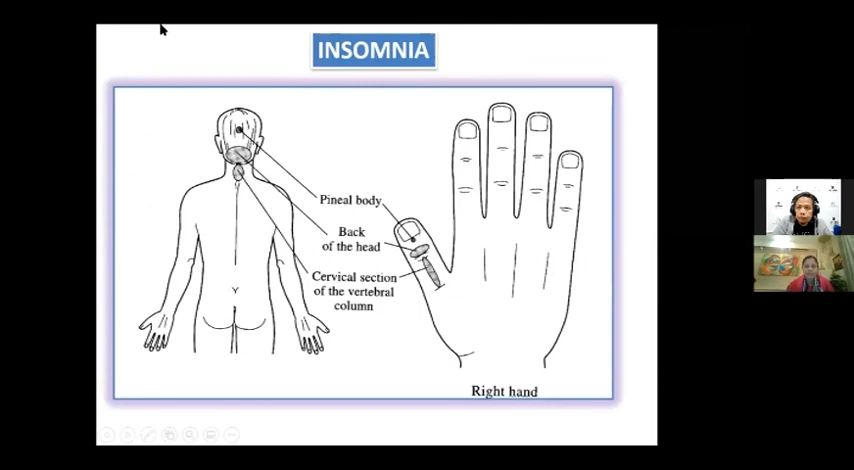 INSOMNIA
Pineal body
Back
of the head
Cervical section
of the vertebral
column
Right hand